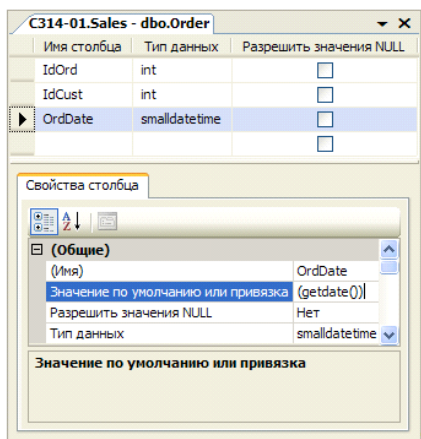 C314-01.Sales - dbo.Order
Имя столбца Тип данных Разрешить значения NULL
IdOrd int
IdCust int
OrdDate smalldatetime
Свойства столбца
(Общие)
(Имя) OrdDate
Значение по умолчанию или привязка (getdate())
Разрешить значения NULL Нет
Тип данных smalldatetime
Значение по умолчанию или привязка